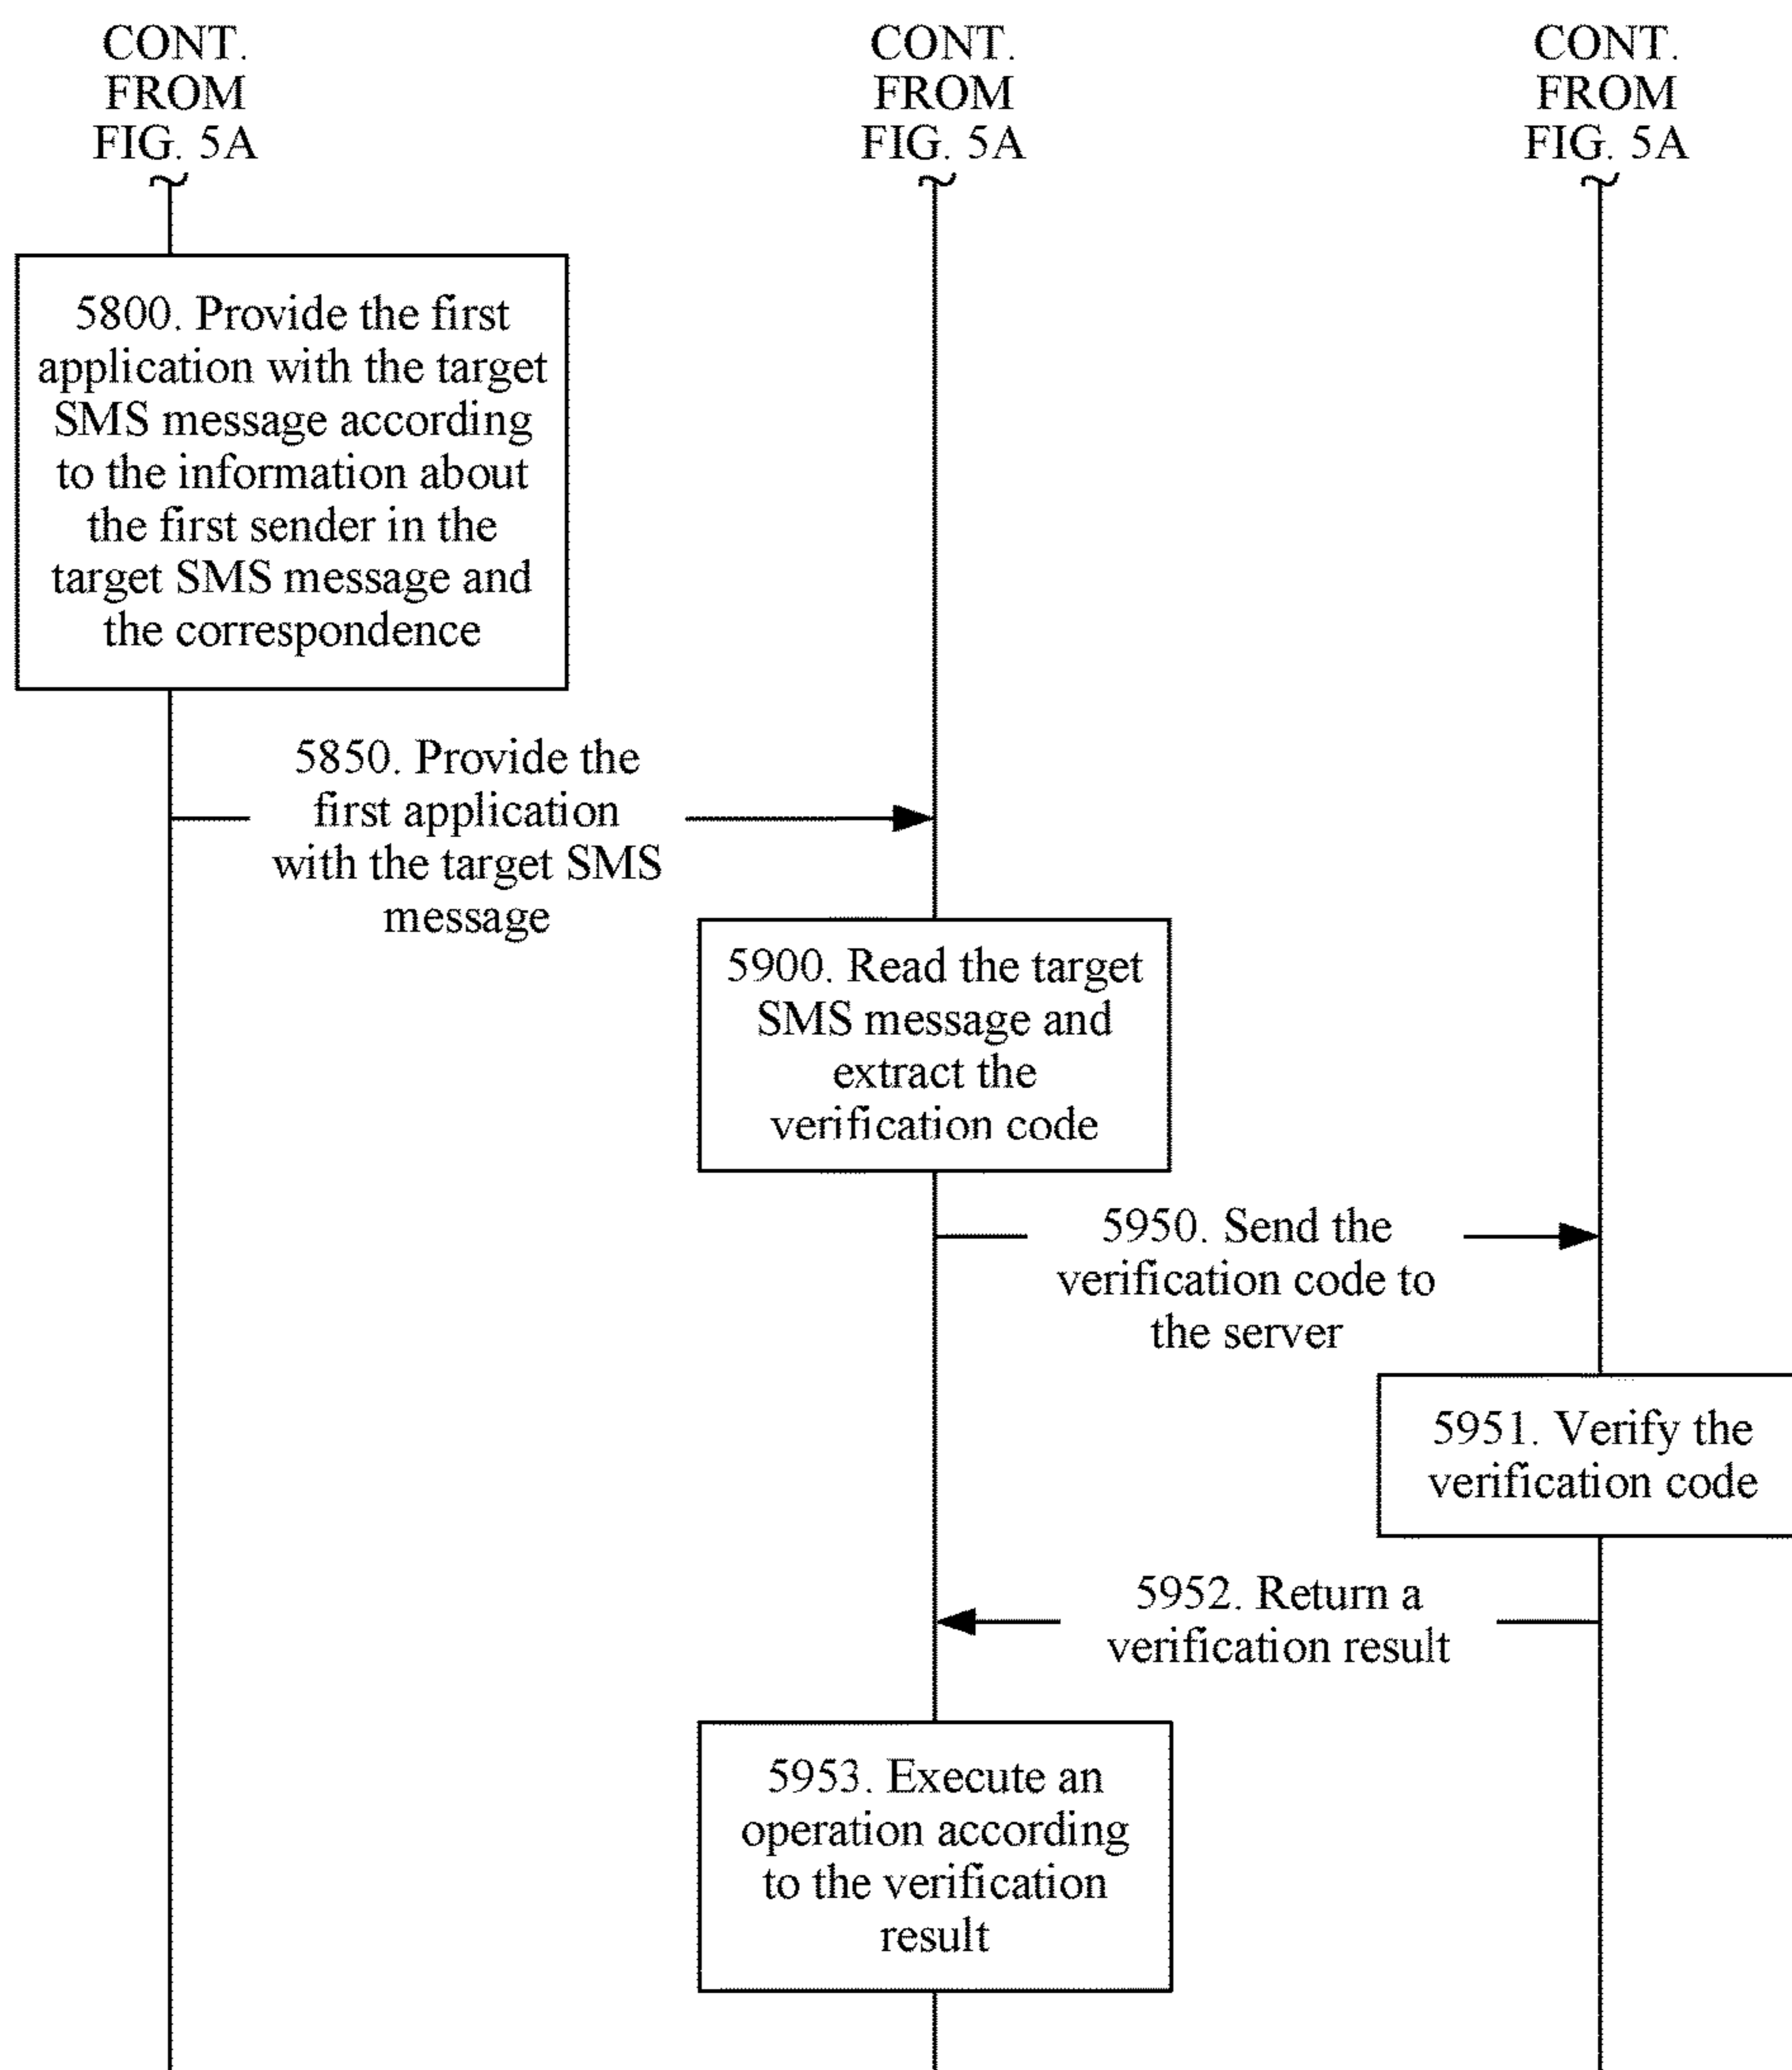 CONT.
FROM
FIG. 5A
CONT.
FROM
FIG. 5A
CONT.
FROM
FIG. 5A
5800. Provide the first
application with the target
SMS message according
to the information about
the first sender in the
target SMS message and
the correspondence
5850. Provide the
first application
with the target SMS
message
5900. Read the target
SMS message and
extract the
verification code
5950. Send the
verification code to
the server
5951. Verify the
verification code
5952. Return a
verification result
5953. Execute an
operation according
to the verification
result